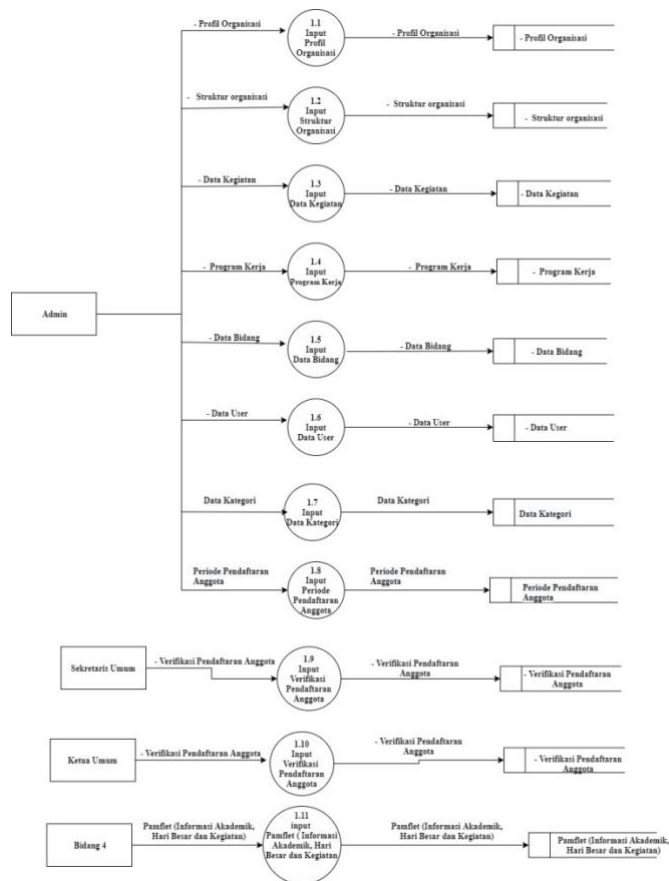 - Profil Organisasi
1.1
Input
Profil
Organisasi
- Profil Organisasi
- Profil Organisasi
- Struktur organisasi
1.2
Input
Struktur
Organisasi
- Struktur organisasi
- Struktur organisasi
- Data Kegiatan
1.3
Input
Data Kegiatan
- Data Kegiatan
- Data Kegiatan
- Program Kerja
1.4
Input
Program Kerja
- Program Kerja
- Program Kerja
Admin
- Data Bidang
1.5
Input
Data Bidang
- Data Bidang
- Data Bidang
- Data User
1.6
Input
Data User
- Data User
- Data User
Data Kategori
1.7
Input
Data Kategori
Data Kategori
Data Kategori
Periode Pendaftaran
Anggota
1.8
Input
Periode
Pendaftaran
Anggota
Periode Pendaftaran
Anggota
Periode Pendaftaran
Anggota
Sekretaris Umum
- Verifikasi Pendaftaran Anggota
1.9
Input
Verifikasi
Pendaftaran
Anggota
- Verifikasi Pendaftaran
Anggota
- Verifikasi Pendaftaran
Anggota
Ketua Umum
- Verifikasi Pendaftaran Anggota
1.10
Input
Verifikasi
Pendaftaran
Anggota
- Verifikasi Pendaftaran
Anggota
- Verifikasi Pendaftaran
Anggota
Bidang 4
Pamflet (Informasi Akademik,
Hari Besar dan Kegiatan)
1.11
input
Pamflet ( Informasi
Akademik, Hari
Besar dan Kegiatan
Pamflet (Informasi Akademik,
Hari Besar dan Kegiatan)
Pamflet (Informasi Akademik,
Hari Besar dan Kegiatan)